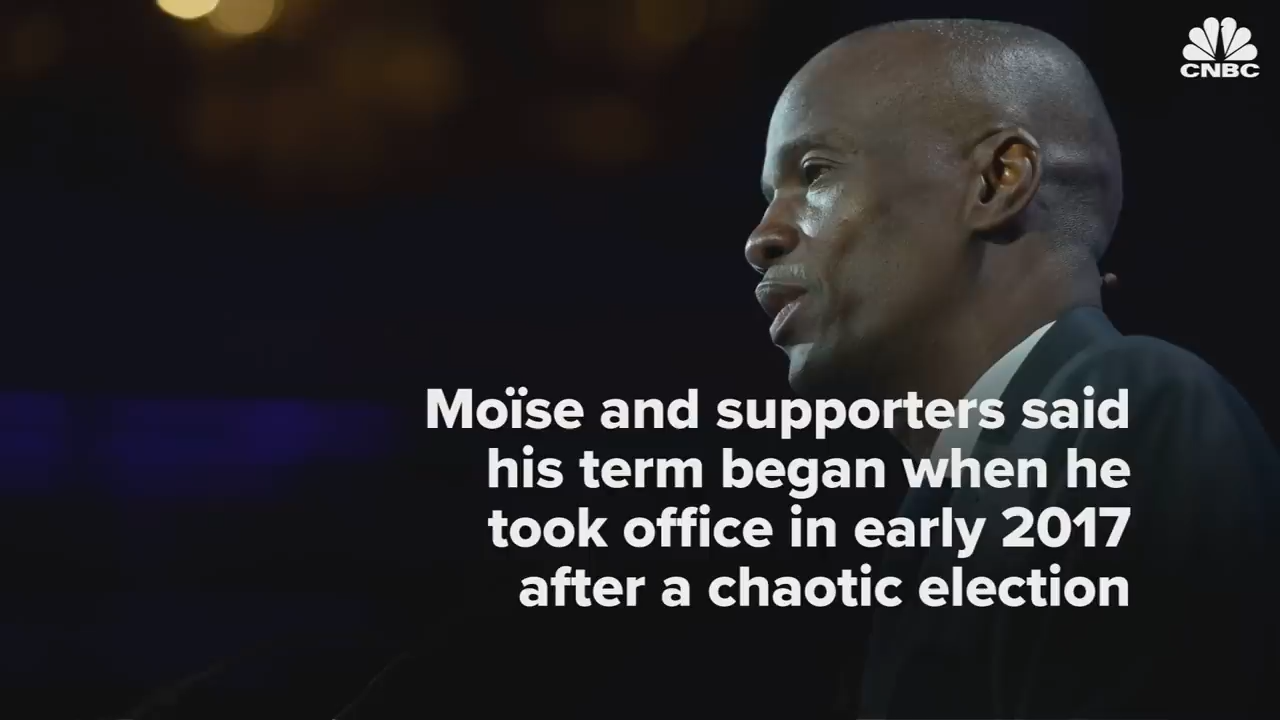 CNBC
Moïse and supporters said
his term began when he
took office in early 2017
after a chaotic election